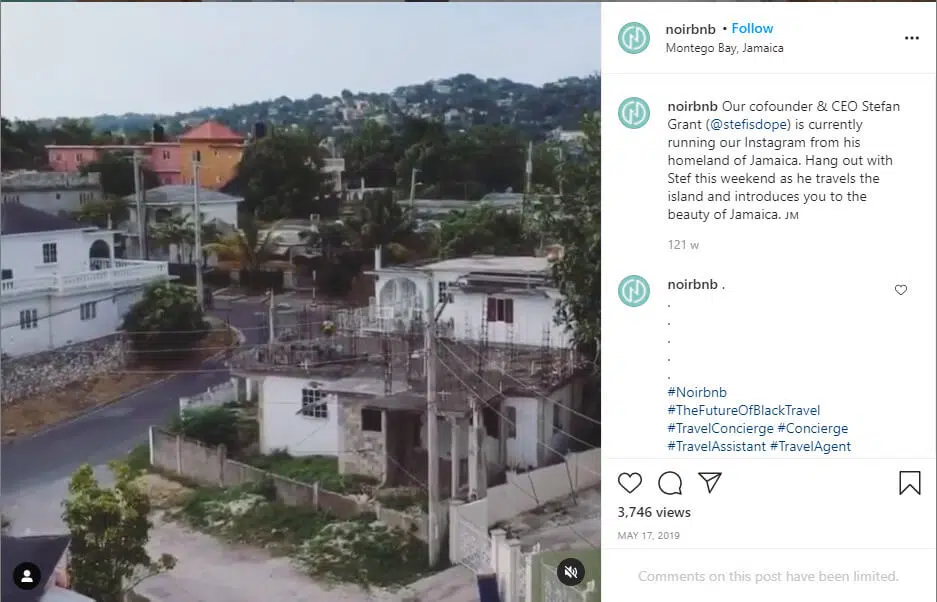 noirbnb • Follow
Montego Bay, Jamaica
noirbnb Our cofounder & CEO Stefan
Grant (@stefisdope) is currently
running our Instagram from his
homeland of Jamaica. Hang out with
Stef this weekend as he travels the
island and introduces you to the
beauty of Jamaica. JM
121 w
noirbnb .
.
.
.
.
.
#Noirbnb
#TheFutureOfBlackTravel
#TravelConcierge #Concierge
#TravelAssistant #TravelAgent
3,746 views
MAY 17, 2019
Comments on this post have been limited.